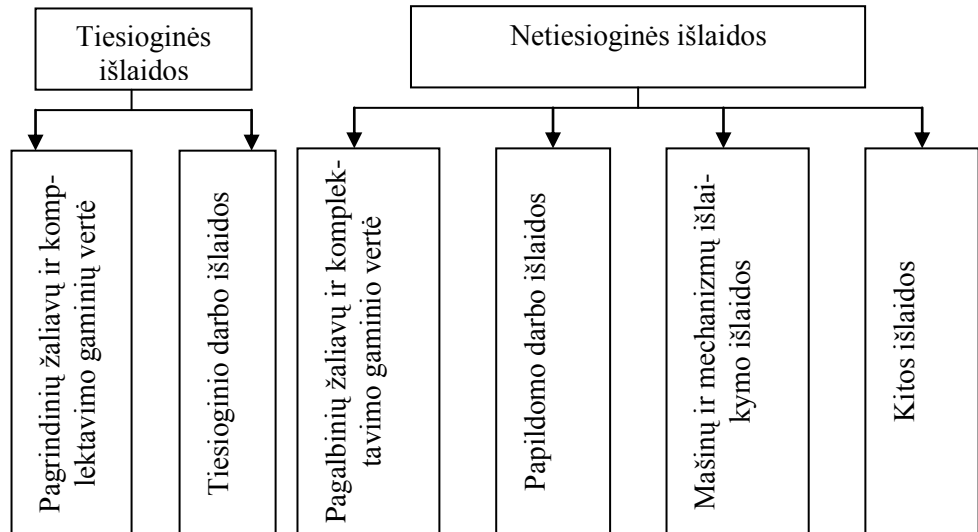 Tiesioginės
išlaidos
Netiesioginės išlaidos
Pagrindinių žaliavų ir komp-
lektavimo gaminių vertė
Tiesioginio darbo išlaidos
Pagalbinių žaliavų ir komplek-
tavimo gaminio vertė
Papildomo darbo išlaidos
Mašinų ir mechanizmų išlai-
kymo išlaidos
Kitos išlaidos